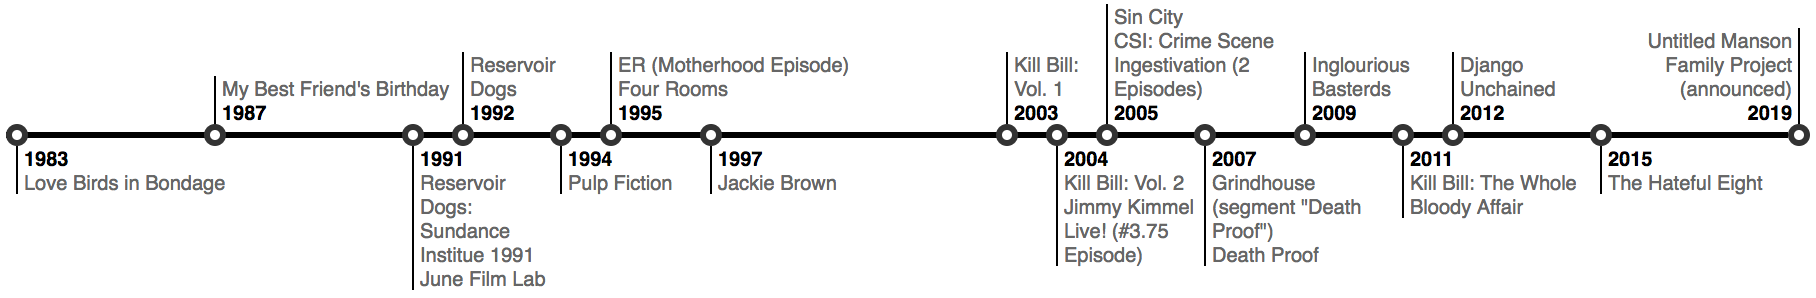 1983
Love Birds in Bondage
My Best Friend's Birthday
1987
1991
Reservoir
Dogs:
Sundance
Institue 1991
June Film Lab
Reservoir
Dogs
1992
1994
Pulp Fiction
ER (Motherhood Episode)
Four Rooms
1995
1997
Jackie Brown
Kill Bill:
Vol. 1
2003
2004
Kill Bill: Vol. 2
Jimmy Kimmel
Live! (#3.75
Episode)
Sin City
CSI: Crime Scene
Ingestivation (2
Episodes)
2005
2007
Grindhouse
(segment "Death
Proof")
Death Proof
Inglourious
Basterds
2009
2011
Kill Bill: The Whole
Bloody Affair
Django
Unchained
2012
2015
The Hateful Eight
Untitled Manson
Family Project
(announced)
2019